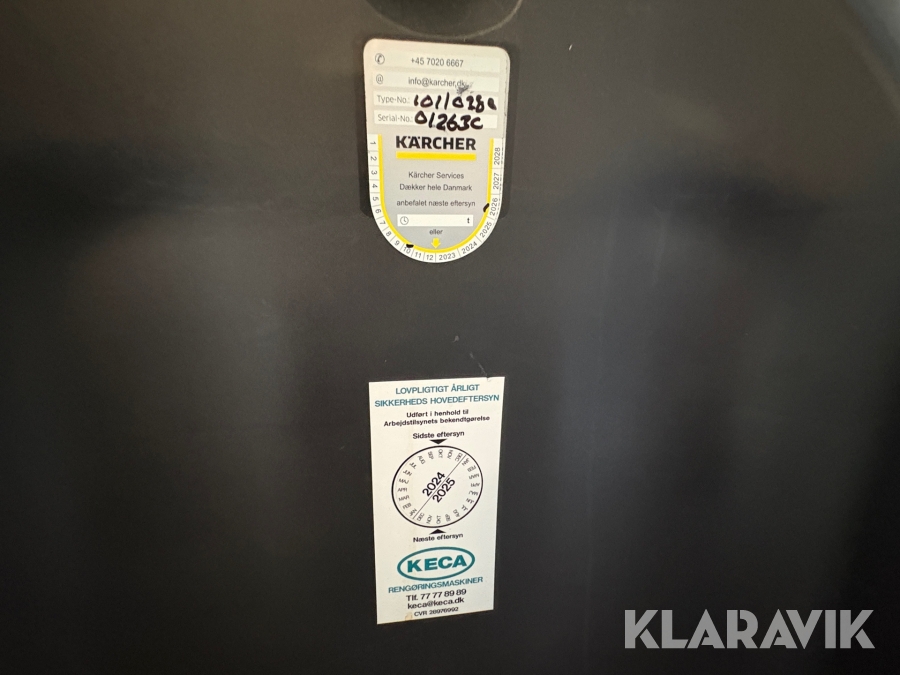 +45 7020 6667
@ info@karcher.dk
Type-No.:
Serial-No.: 01263C
KÄRCHER
Kärcher Services
Dækker hele Danmark
anbefalet næste eftersyn
t
eller
1 2 3 4 5 6 7 8 9 10 11 12 2023 2024 2025 2026 2027 2028
LOVPLIGTIGT ÅRLIGT
SIKKERHEDS HOVEDEFTERSYN
Udført i henhold til
Arbejdstilsynets bekendtgørelse
Sidste eftersyn
2024
2025
Næste eftersyn
KECA
RENGØRINGSMASKINER
Tlf. 77 77 89 89
keca@keca.dk
CVR 26976992
KLARAVIK